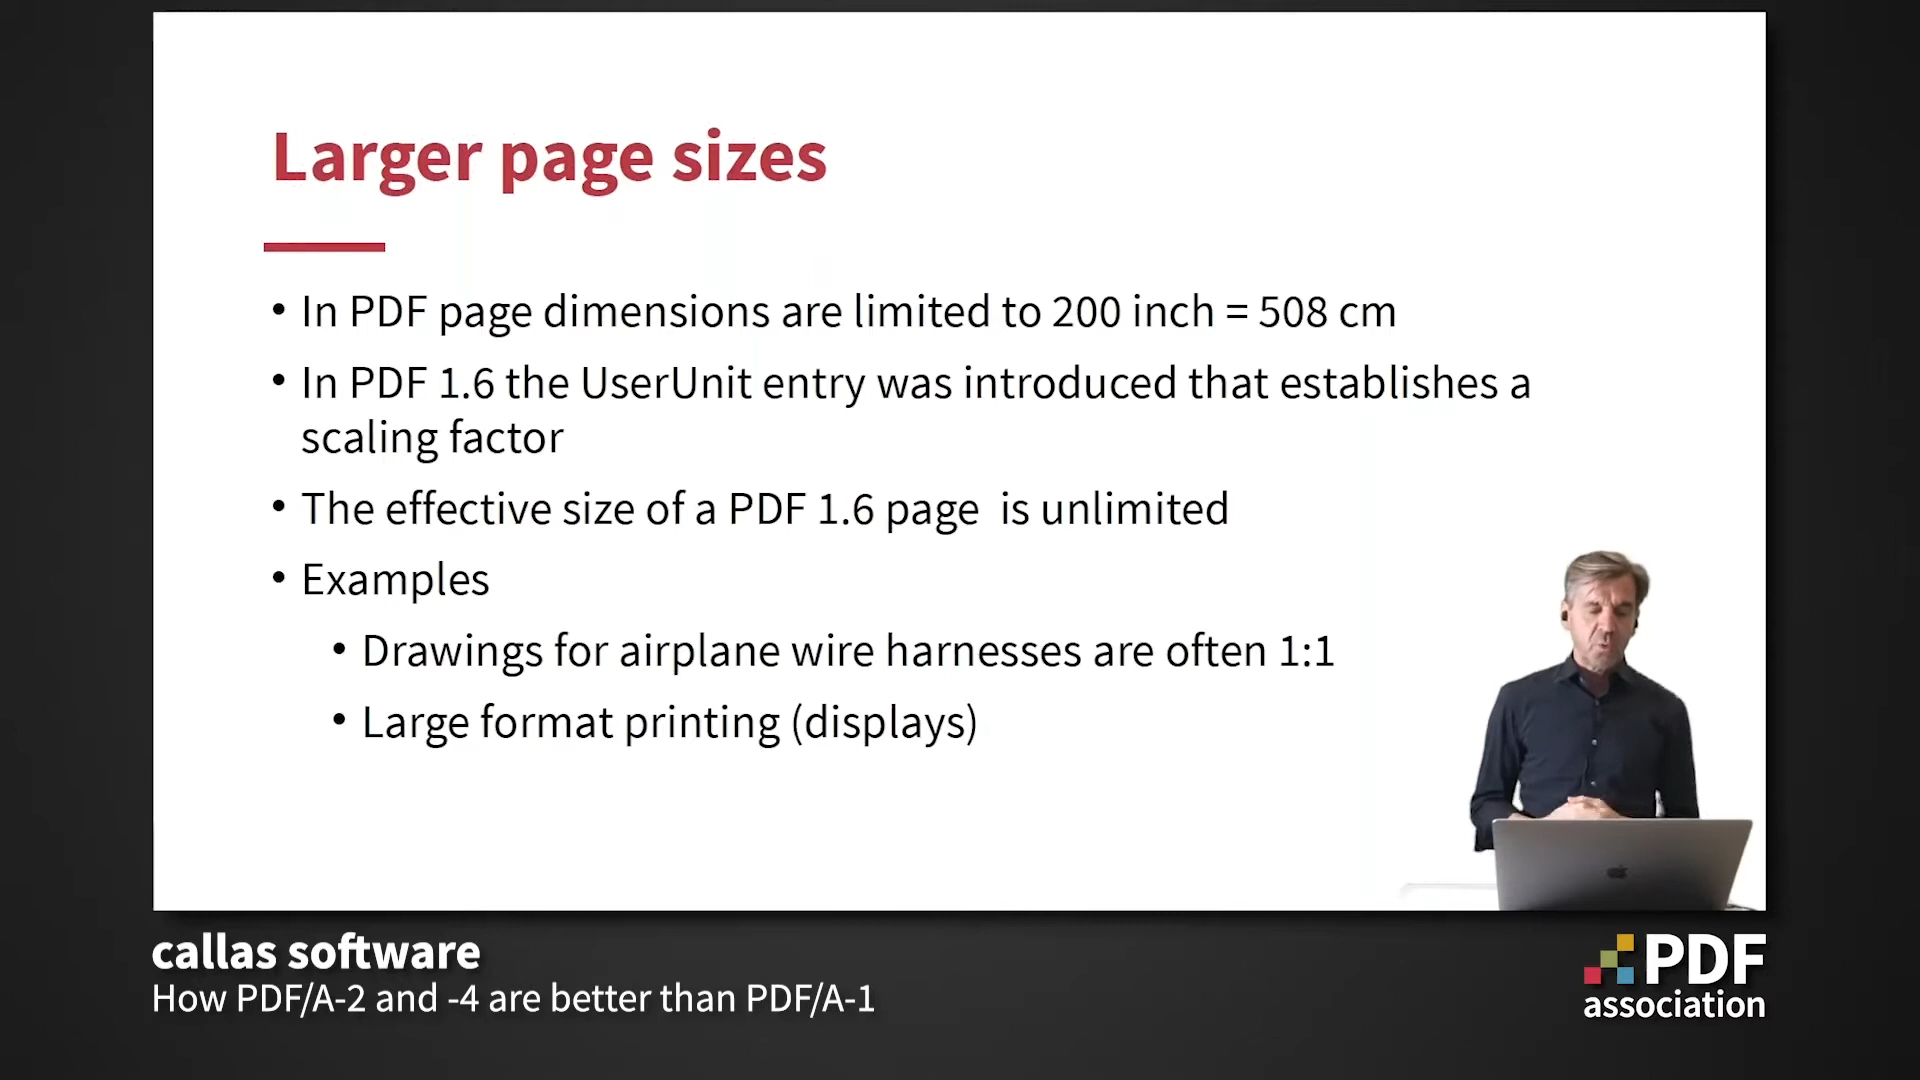 Larger page sizes
• In PDF page dimensions are limited to 200 inch = 508 cm
• In PDF 1.6 the UserUnit entry was introduced that establishes a
scaling factor
• The effective size of a PDF 1.6 page  is unlimited
• Examples
• Drawings for airplane wire harnesses are often 1:1
• Large format printing (displays)
callas software
How PDF/A-2 and -4 are better than PDF/A-1
PDF
association